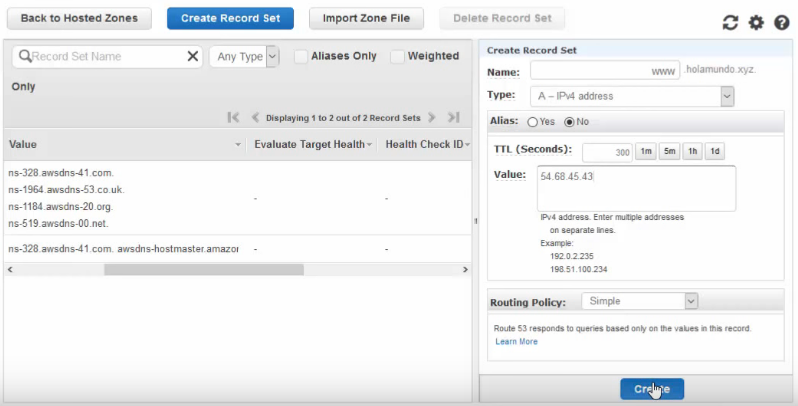 Back to Hosted Zones Create Record Set Import Zone File Delete Record Set
Record Set Name Any Type Aliases Only Weighted
Only
Displaying 1 to 2 out of 2 Record Sets
Value Evaluate Target Health Health Check ID
ns-328.awsdns-41.com.
ns-1964.awsdns-53.co.uk.
ns-1184.awsdns-20.org.
ns-519.awsdns-00.net.
- -
ns-328.awsdns-41.com. awsdns-hostmaster.amazor - -
Create Record Set
Name: www .holamundo.xyz.
Type: A – IPv4 address
Alias: Yes No
TTL (Seconds): 300 1m 5m 1h 1d
Value: 54.68.45.43
IPv4 address. Enter multiple addresses
on separate lines.
Example:
192.0.2.235
198.51.100.234
Routing Policy: Simple
Route 53 responds to queries based only on the values in this record.
Learn More
Create